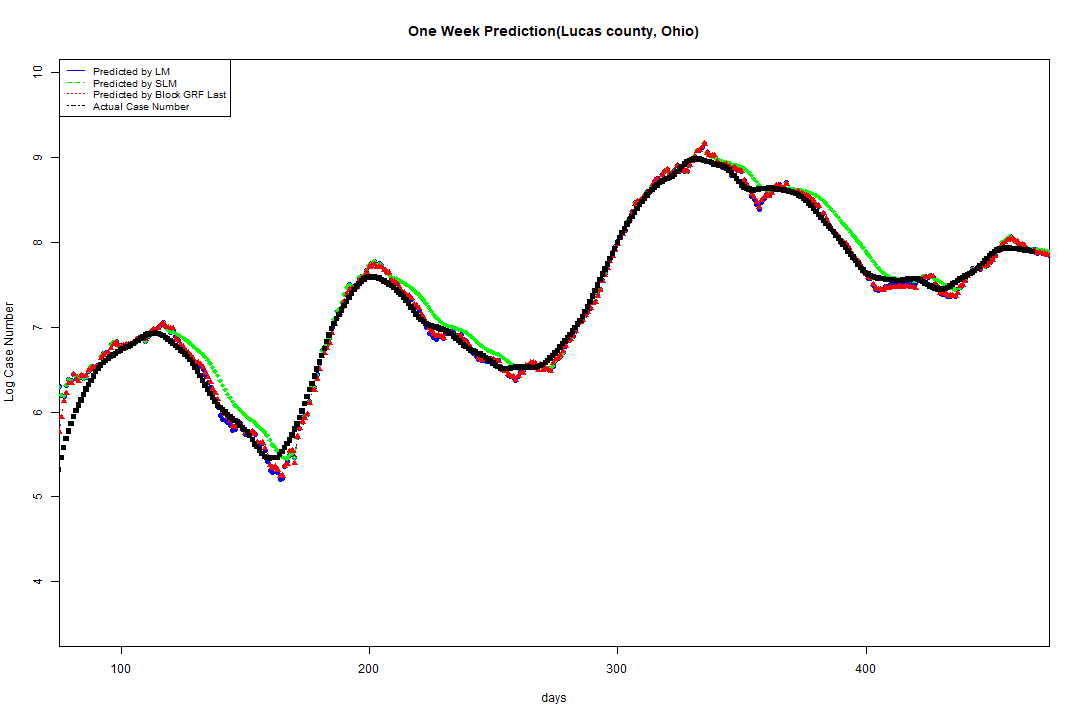 One Week Prediction(Lucas county, Ohio)
Predicted by LM
Predicted by SLM
Predicted by Block GRF Last
Actual Case Number
10
9
8
7
6
5
4
Log Case Number
100 200 300 400
days